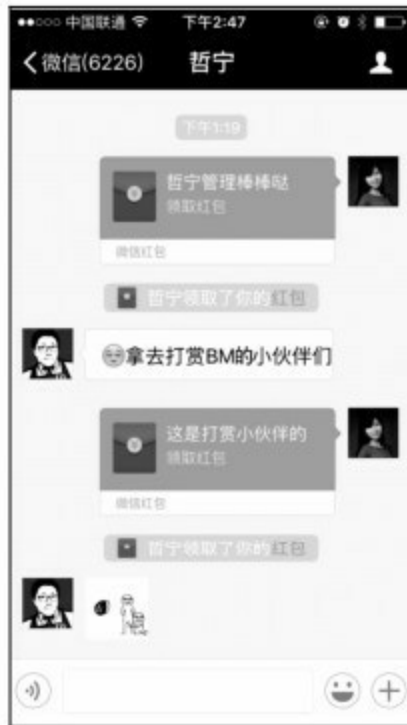 中国联通 下午2:47
微信(6226) 哲宁
下午1:19
哲宁管理棒棒哒
领取红包
微信红包
哲宁领取了你的红包
拿去打赏BM的小伙伴们
这是打赏小伙伴的
领取红包
微信红包
哲宁领取了你的红包